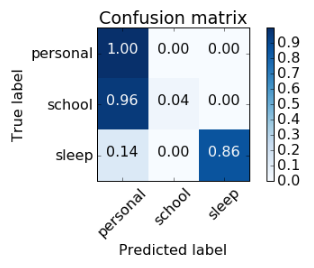 Confusion matrix
personal 1.00 0.00 0.00
school 0.96 0.04 0.00
sleep 0.14 0.00 0.86
True label
personal school sleep
Predicted label
0.9
0.8
0.7
0.6
0.5
0.4
0.3
0.2
0.1
0.0